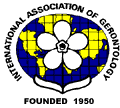 INTERNATIONAL ASSOCIATION OF GERONTOLOGY
FOUNDED 1950